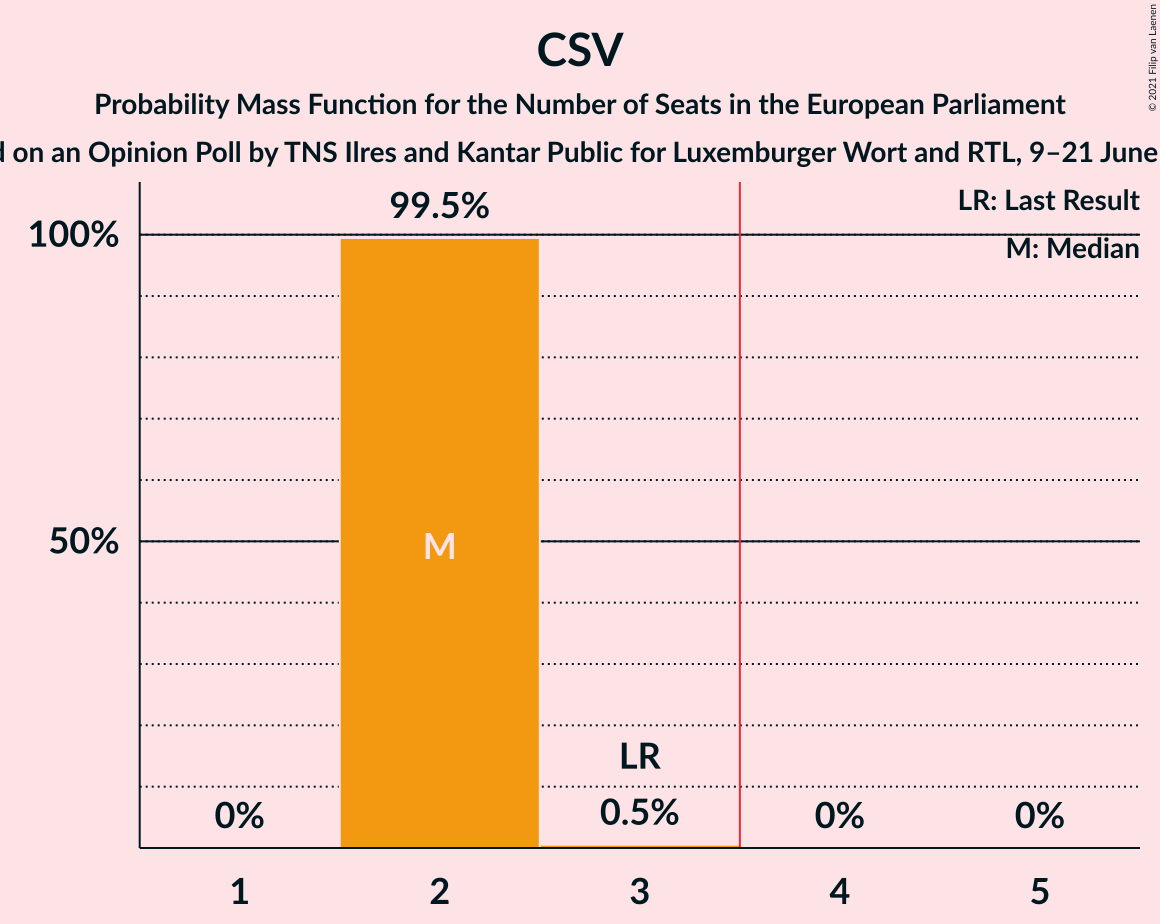 CSV
Probability Mass Function for the Number of Seats in the European Parliament
on an Opinion Poll by TNS Ilres and Kantar Public for Luxemburger Wort and RTL, 9–21 June
© 2021 Filip van Laenen
LR: Last Result
M: Median
99.5%
100%
50%
M
LR
0%
0.5%
0%
0%
1
2
3
4
5